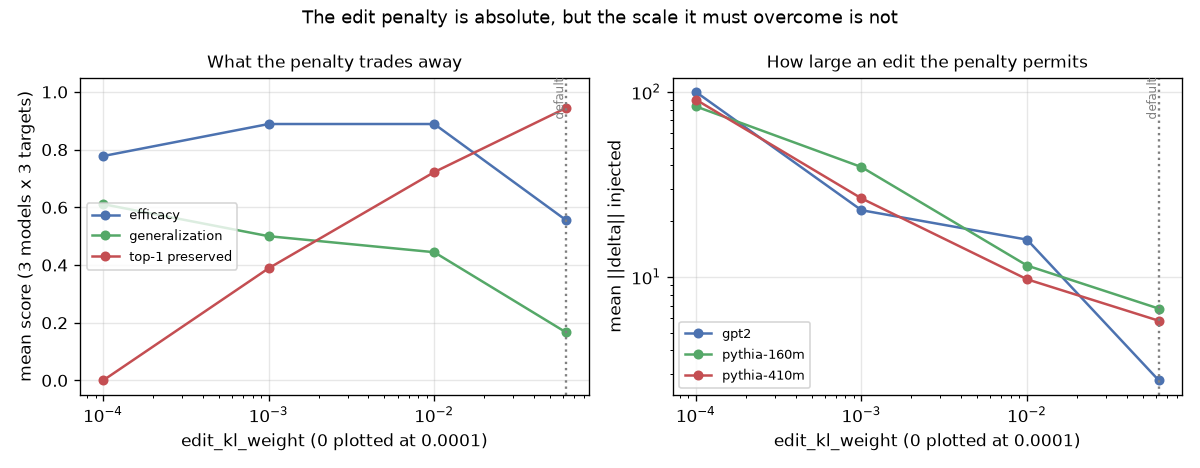 The edit penalty is absolute, but the scale it must overcome is not
What the penalty trades away
mean score (3 models x 3 targets)
1.0
0.8
0.6
0.4
0.2
0.0
default
efficacy
generalization
top-1 preserved
10⁻⁴
10⁻³
10⁻²
edit_kl_weight (0 plotted at 0.0001)
How large an edit the penalty permits
mean ||delta|| injected
10²
10¹
default
gpt2
pythia-160m
pythia-410m
10⁻⁴
10⁻³
10⁻²
edit_kl_weight (0 plotted at 0.0001)